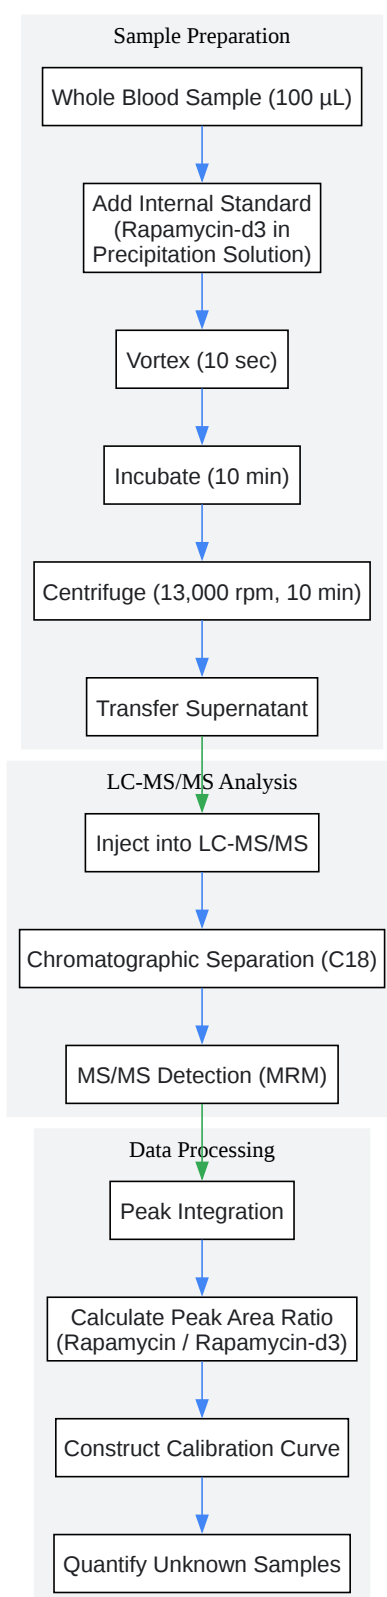 Sample Preparation
Whole Blood Sample (100 µL)
Add Internal Standard
(Rapamycin-d3 in
Precipitation Solution)
Vortex (10 sec)
Incubate (10 min)
Centrifuge (13,000 rpm, 10 min)
Transfer Supernatant
LC-MS/MS Analysis
Inject into LC-MS/MS
Chromatographic Separation (C18)
MS/MS Detection (MRM)
Data Processing
Peak Integration
Calculate Peak Area Ratio
(Rapamycin / Rapamycin-d3)
Construct Calibration Curve
Quantify Unknown Samples